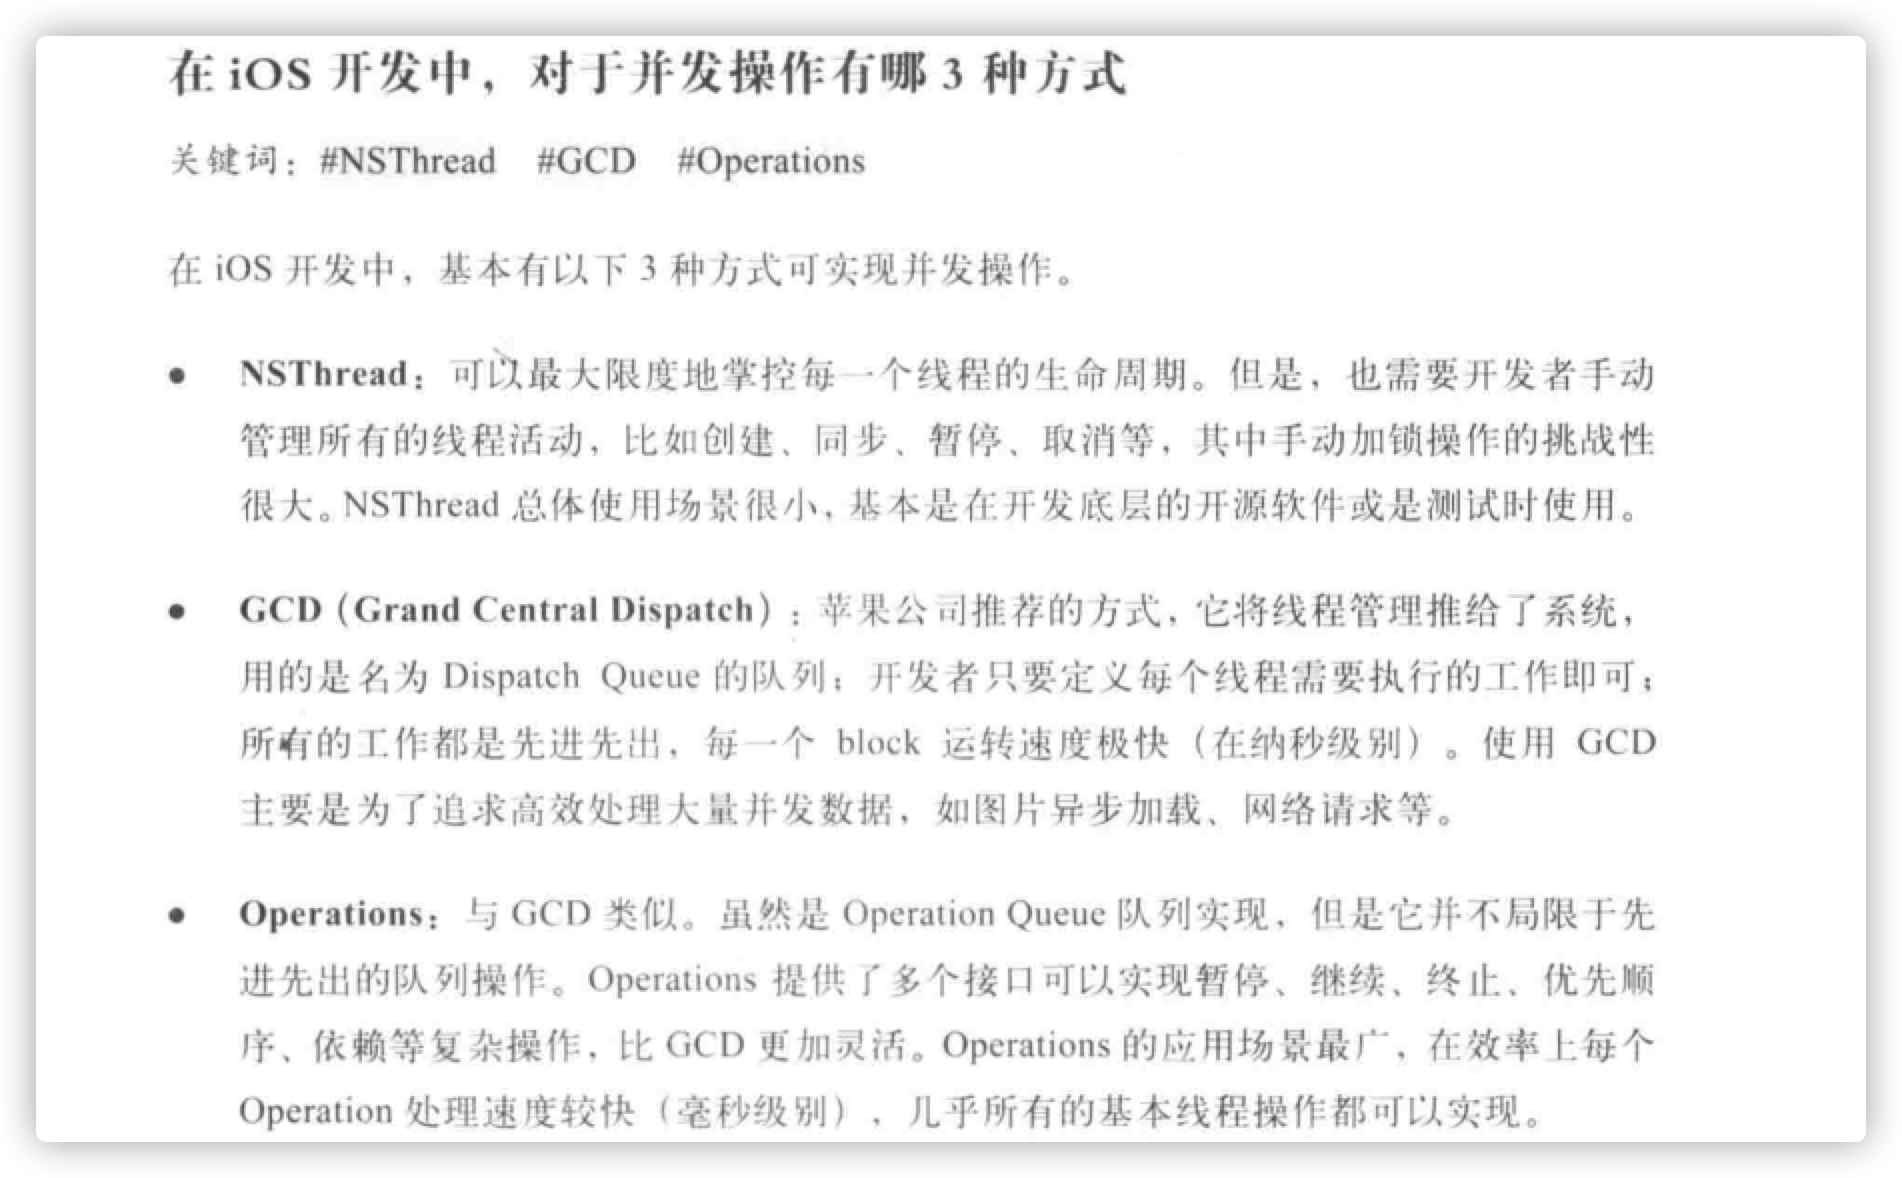 在 iOS 开发中，对于并发操作有哪 3 种方式
关键词：#NSThread #GCD #Operations
在 iOS 开发中，基本有以下 3 种方式可实现并发操作。
● NSThread：可以最大限度地掌控每一个线程的生命周期。但是，也需要开发者手动
管理所有的线程活动，比如创建、同步、暂停、取消等，其中手动加锁操作的挑战性
很大。NSThread 总体使用场景很小，基本是在开发底层的开源软件或是测试时使用。
● GCD（Grand Central Dispatch）：苹果公司推荐的方式，它将线程管理推给了系统，
用的是名为 Dispatch Queue 的队列；开发者只要定义每个线程需要执行的工作即可；
所有的工作都是先进先出，每一个 block 运转速度极快（在纳秒级别）。使用 GCD
主要是为了追求高效处理大量并发数据，如图片异步加载、网络请求等。
● Operations：与 GCD 类似。虽然是 Operation Queue 队列实现，但是它并不局限于先
进先出的队列操作。Operations 提供了多个接口可以实现暂停、继续、终止、优先顺
序、依赖等复杂操作，比 GCD 更加灵活。Operations 的应用场景最广，在效率上每个
Operation 处理速度较快（毫秒级别），几乎所有的基本线程操作都可以实现。